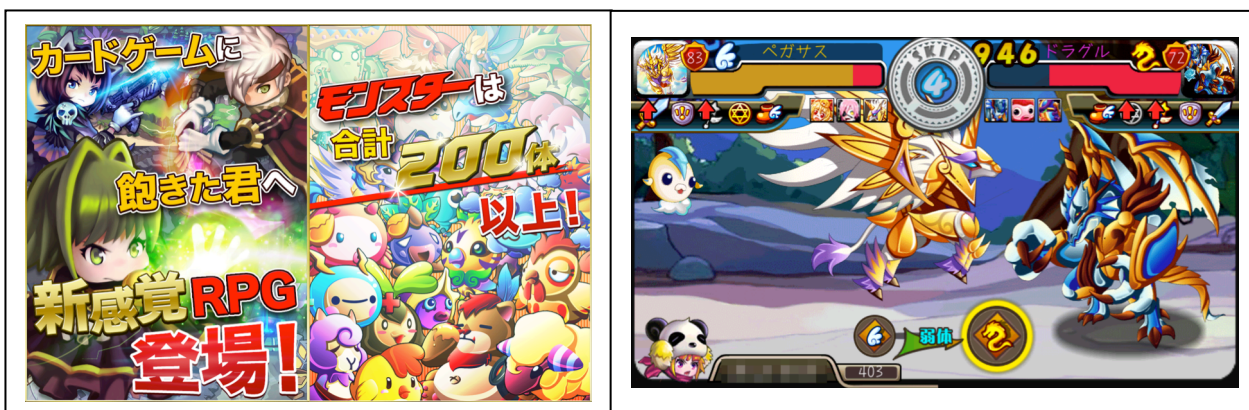 カードゲームに
飽きた君へ
新感覚RPG
登場!
モンスターは
合計
200体
以上!
83
ペガサス
SKIP
4
94.6
ドラグル
72
弱体
403